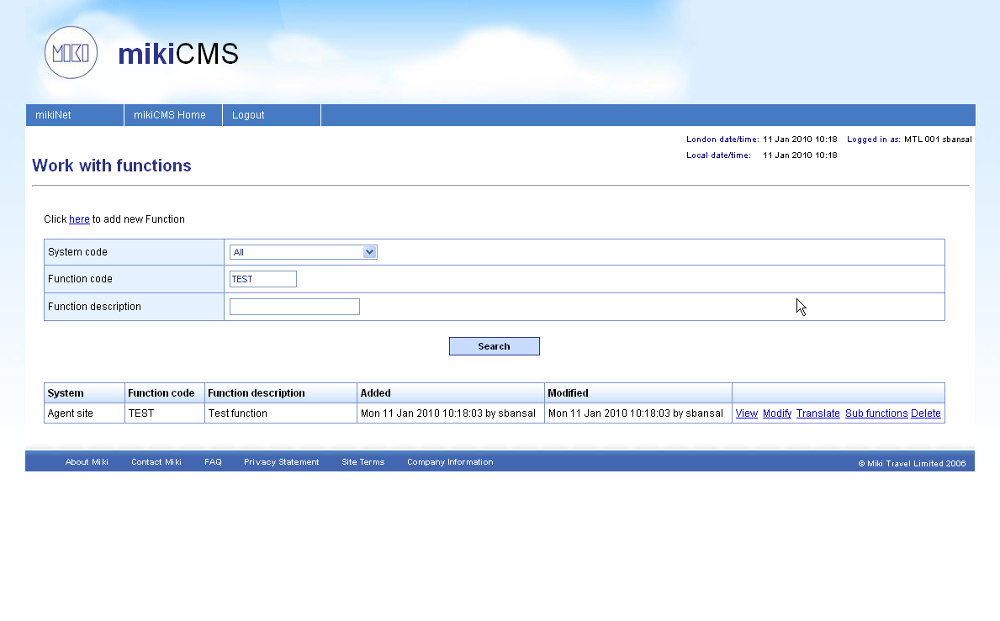 MIKI mikiCMS
mikiNet mikiCMS Home Logout
London date/time: 11 Jan 2010 10:18 Logged in as: MTL 001 sbansal
Local date/time: 11 Jan 2010 10:18
Work with functions
Click here to add new Function
System code All
Function code TEST
Function description
Search
System Function code Function description Added Modified
Agent site TEST Test function Mon 11 Jan 2010 10:18:03 by sbansal Mon 11 Jan 2010 10:18:03 by sbansal View Modify Translate Sub functions Delete
About Miki Contact Miki FAQ Privacy Statement Site Terms Company Information © Miki Travel Limited 2006